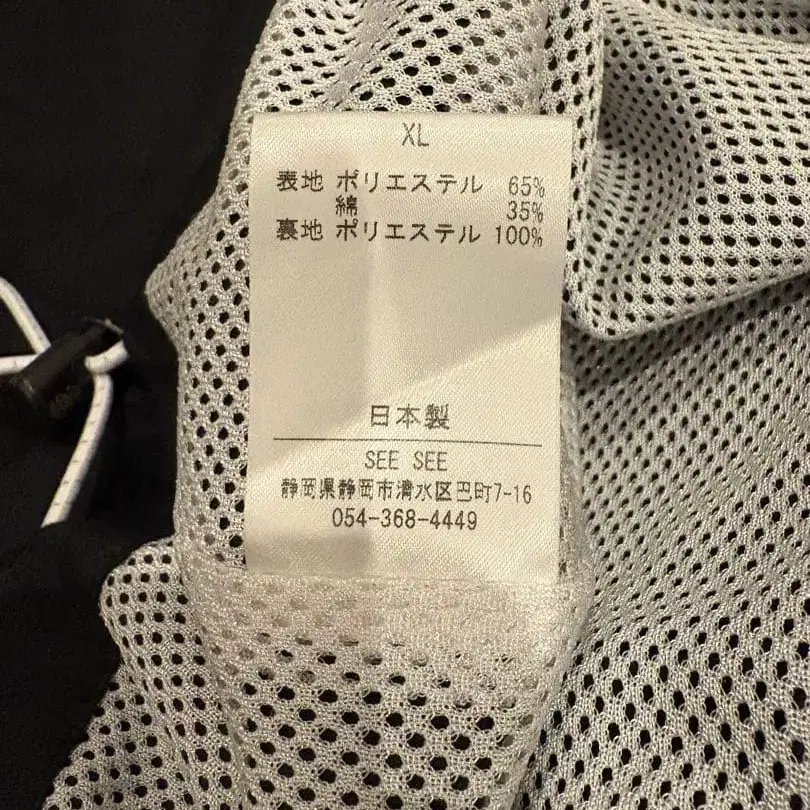 XL
表地 ポリエステル 65%
綿 35%
裏地 ポリエステル 100%
日本製
SEE SEE
静岡県静岡市清水区巴町7-16
054-368-4449